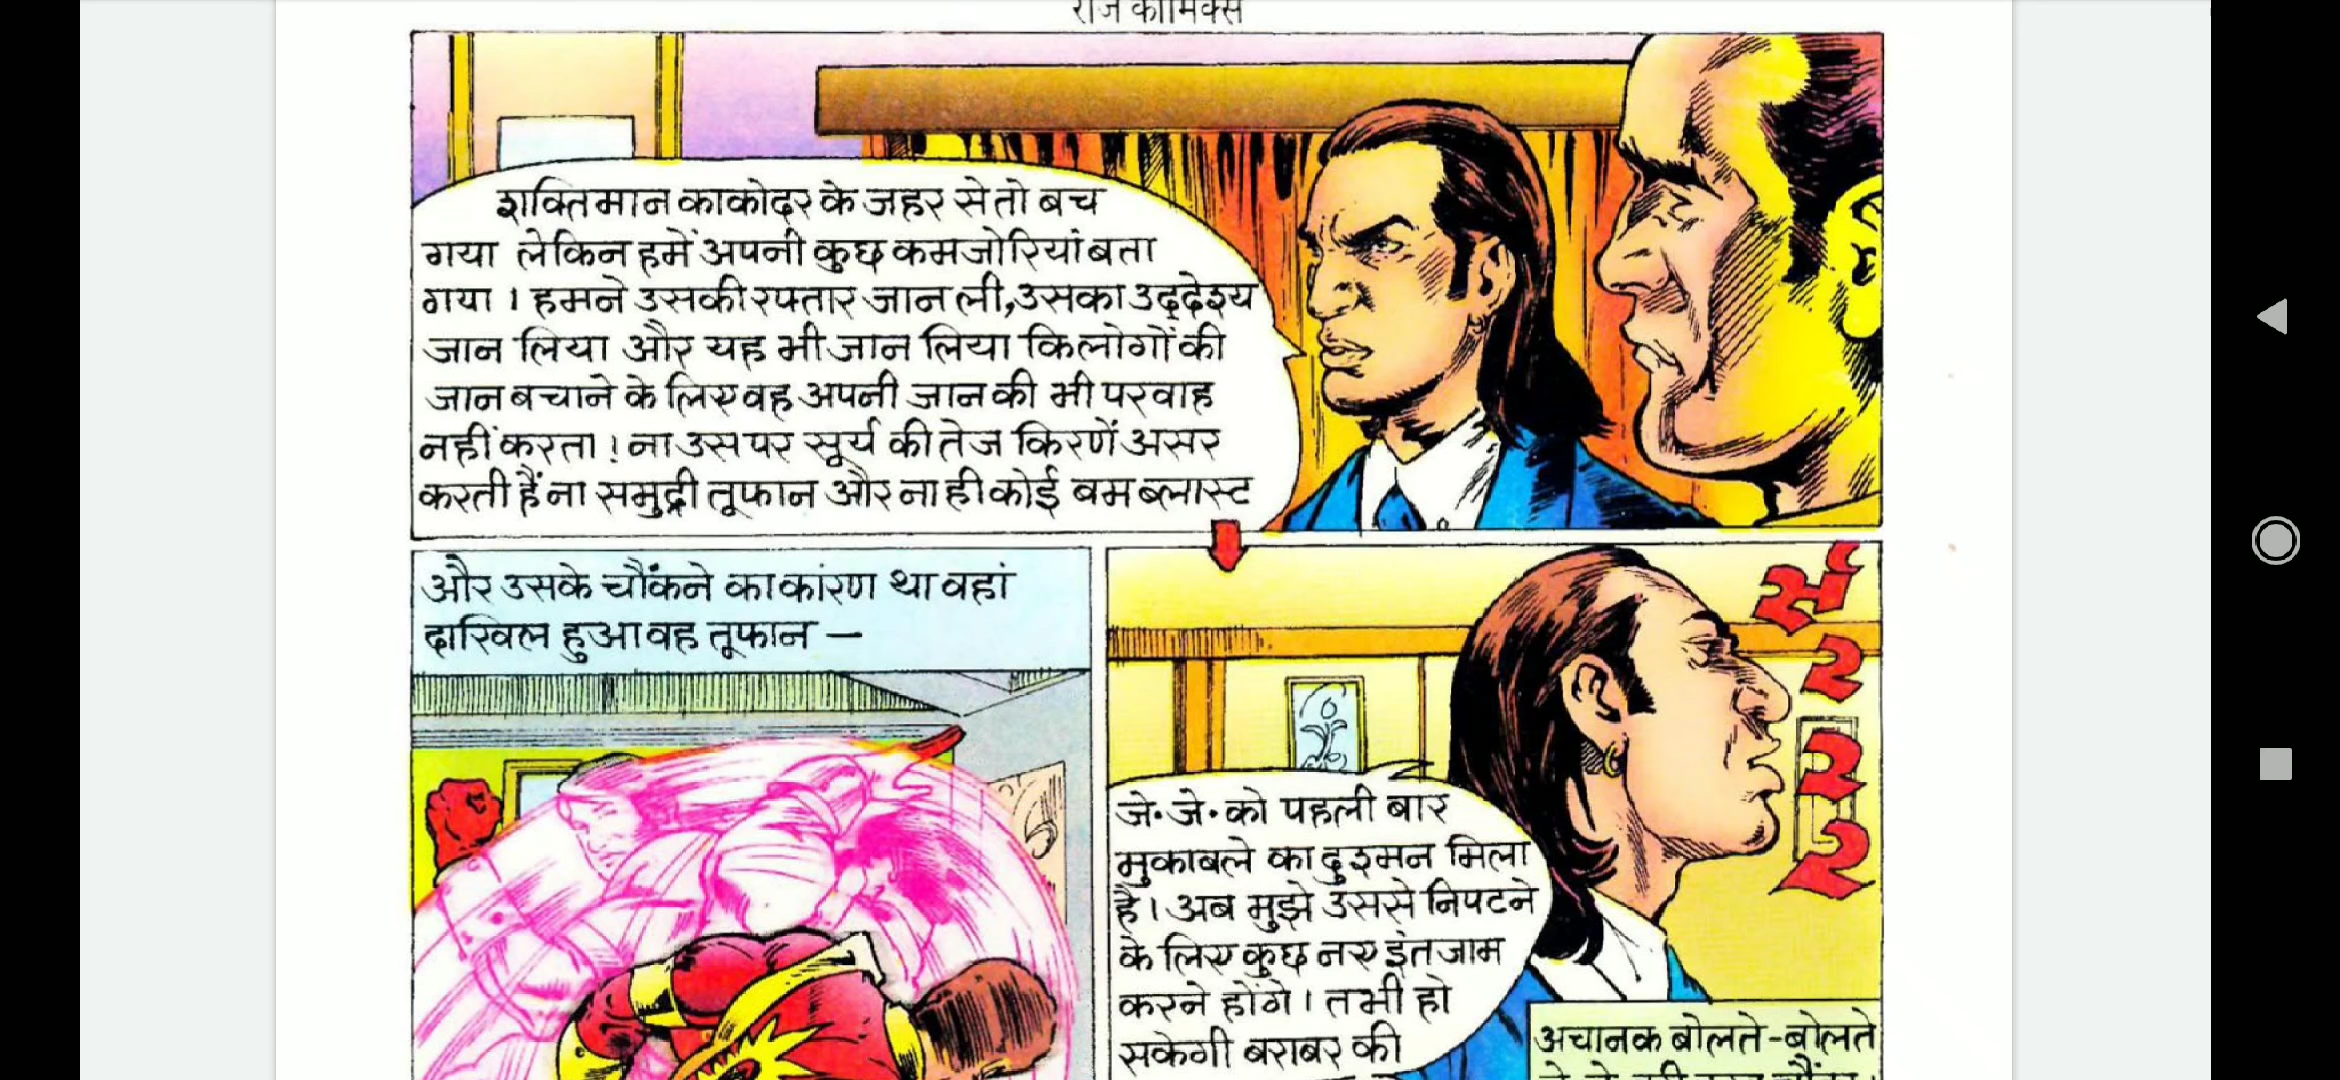 राज कॉमिक्स
शक्तिमान काकोदर के जहर से तो बच
गया लेकिन हमें अपनी कुछ कमजोरियां बता
गया । हमने उसकी रफ्तार जान ली, उसका उद्देश्य
जान लिया और यह भी जान लिया कि लोगों की
जान बचाने के लिए वह अपनी जान की भी परवाह
नहीं करता ! ना उस पर सूर्य की तेज किरणें असर
करती हैं ना समुद्री तूफान और ना ही कोई बम ब्लास्ट
सर्र
र
र
र
जे.जे. को पहली बार
मुकाबले का दुश्मन मिला
है । अब मुझे उससे निपटने
के लिए कुछ नए इंतजाम
करने होंगे । तभी हो
सकेगी बराबर की
अचानक बोलते-बोलते
और उसके चौंकने का कारण था वहां
दाखिल हुआ वह तूफान —